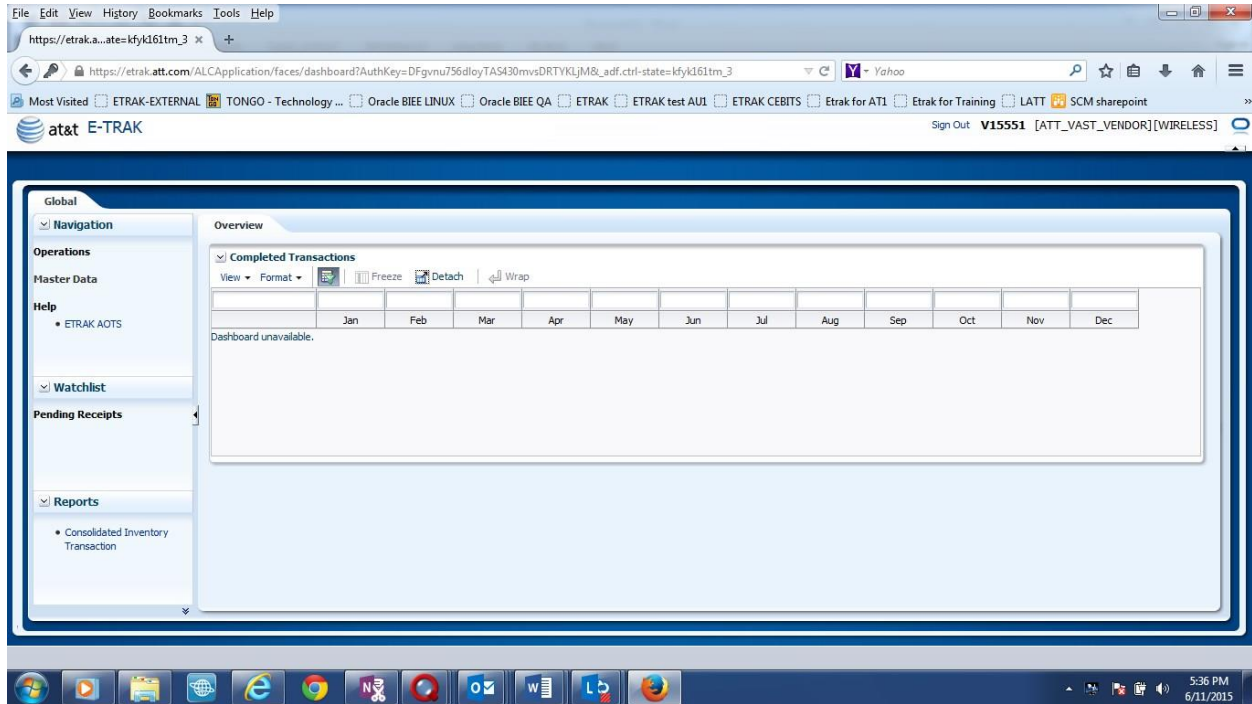 File Edit View History Bookmarks Tools Help
https://etrak.a...ate=kfyk161tm_3
https://etrak.att.com/ALCApplication/faces/dashboard?AuthKey=DFgvnu756dIoyTAS430mvsDRTYKLjM&_adf.ctrl-state=kfyk161tm_3 Yahoo
Most Visited ETRAK-EXTERNAL TONGO - Technology ... Oracle BIEE LINUX Oracle BIEE QA ETRAK ETRAK test AU1 ETRAK CEBITS Etrak for AT1 Etrak for Training LATT SCM sharepoint »
at&t E-TRAK Sign Out V15551 [ATT_VAST_VENDOR][WIRELESS]
Global
Navigation
Overview
Operations
Completed Transactions
Master Data
View Format Freeze Detach Wrap
Help
ETRAK AOTS
Jan Feb Mar Apr May Jun Jul Aug Sep Oct Nov Dec
Dashboard unavailable.
Watchlist
Pending Receipts
Reports
Consolidated Inventory
Transaction
5:36 PM
6/11/2015